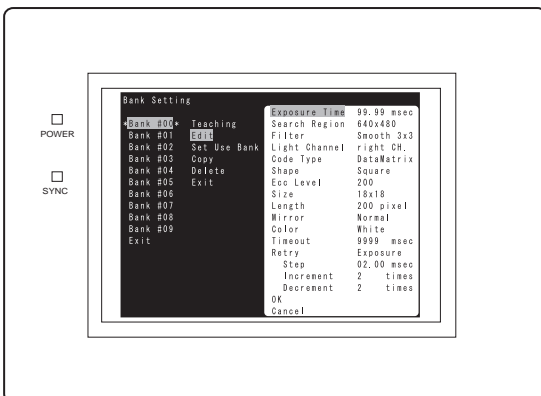 POWER
SYNC
Bank Setting
*Bank #00*
Bank #01
Bank #02
Bank #03
Bank #04
Bank #05
Bank #06
Bank #07
Bank #08
Bank #09
Exit
Teaching
Edit
Set Use Bank
Copy
Delete
Exit
Exposure Time 99.99 msec
Search Region 640x480
Filter Smooth 3x3
Light Channel right CH.
Code Type DataMatrix
Shape Square
Ecc Level 200
Size 18x18
Length 200 pixel
Mirror Normal
Color White
Timeout 9999 msec
Retry Exposure
Step 02.00 msec
Increment 2 times
Decrement 2 times
OK
Cancel